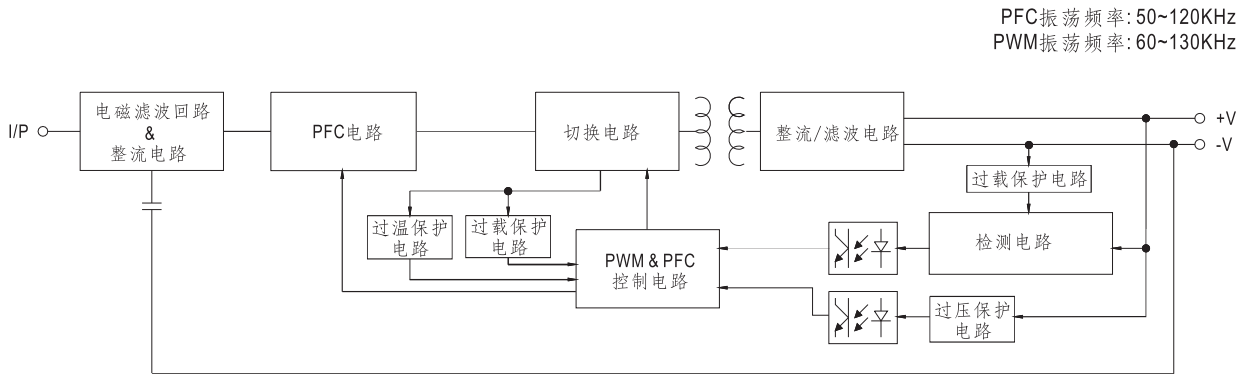 PFC振荡频率: 50~120KHz
PWM振荡频率: 60~130KHz
I/P
电磁滤波回路
&
整流电路
PFC电路
切换电路
整流/滤波电路
+V
-V
过载保护电路
过温保护
电路
过载保护
电路
PWM & PFC
控制电路
检测电路
过压保护
电路